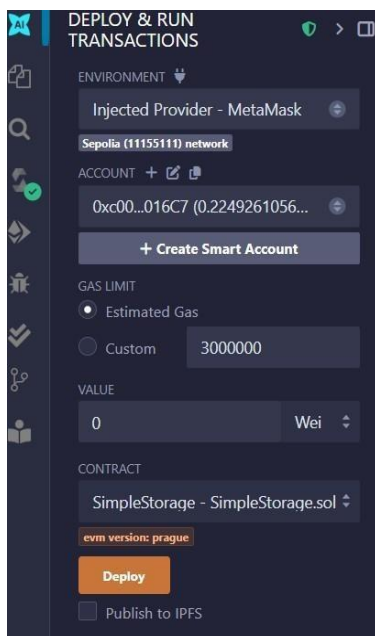 AI
DEPLOY & RUN
TRANSACTIONS
ENVIRONMENT
Injected Provider - MetaMask
Sepolia (11155111) network
ACCOUNT
0xc00...016C7 (0.2249261056...
+ Create Smart Account
GAS LIMIT
Estimated Gas
Custom 3000000
VALUE
0 Wei
CONTRACT
SimpleStorage - SimpleStorage.sol
evm version: prague
Deploy
Publish to IPFS